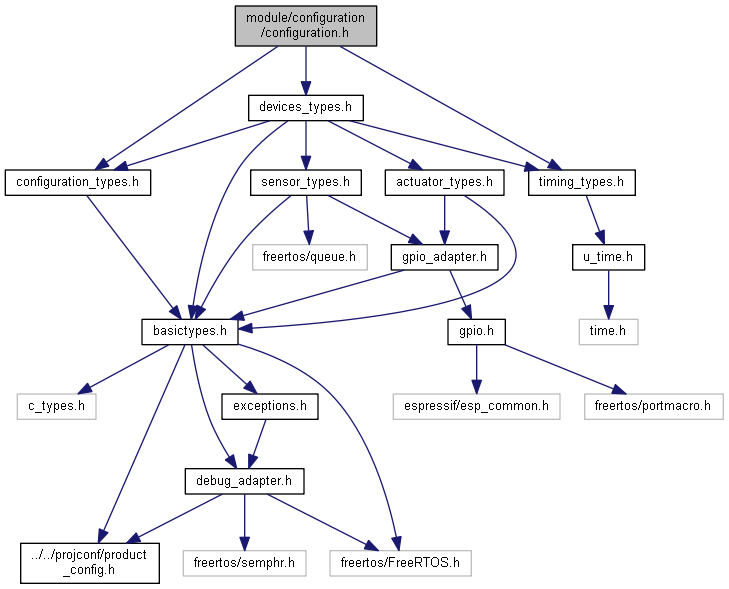 module/configuration
/configuration.h
devices_types.h
configuration_types.h
sensor_types.h
actuator_types.h
timing_types.h
freertos/queue.h
gpio_adapter.h
u_time.h
basictypes.h
gpio.h
time.h
c_types.h
exceptions.h
espressif/esp_common.h
freertos/portmacro.h
debug_adapter.h
../../projconf/product
_config.h
freertos/semphr.h
freertos/FreeRTOS.h